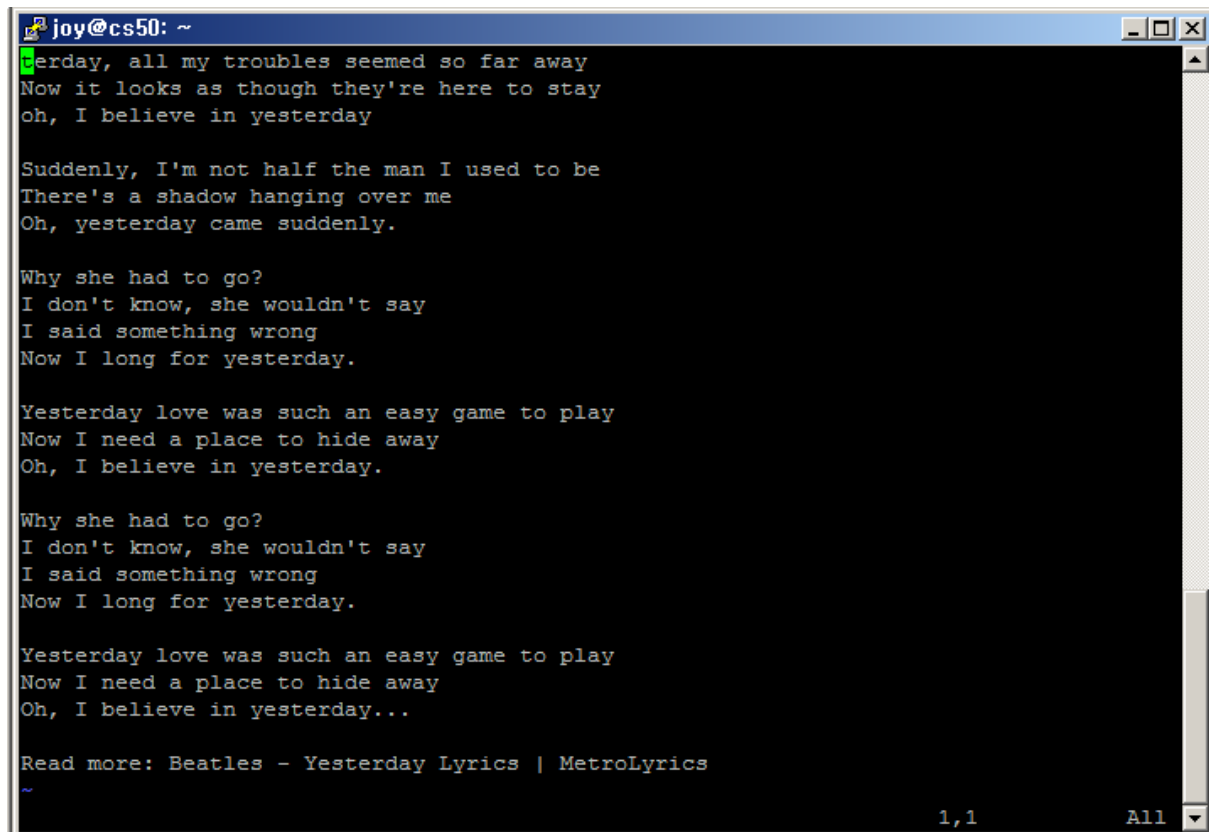 joy@cs50: ~
terday, all my troubles seemed so far away
Now it looks as though they're here to stay
oh, I believe in yesterday

Suddenly, I'm not half the man I used to be
There's a shadow hanging over me
Oh, yesterday came suddenly.

Why she had to go?
I don't know, she wouldn't say
I said something wrong
Now I long for yesterday.

Yesterday love was such an easy game to play
Now I need a place to hide away
Oh, I believe in yesterday.

Why she had to go?
I don't know, she wouldn't say
I said something wrong
Now I long for yesterday.

Yesterday love was such an easy game to play
Now I need a place to hide away
Oh, I believe in yesterday...

Read more: Beatles - Yesterday Lyrics | MetroLyrics
~
1,1 All